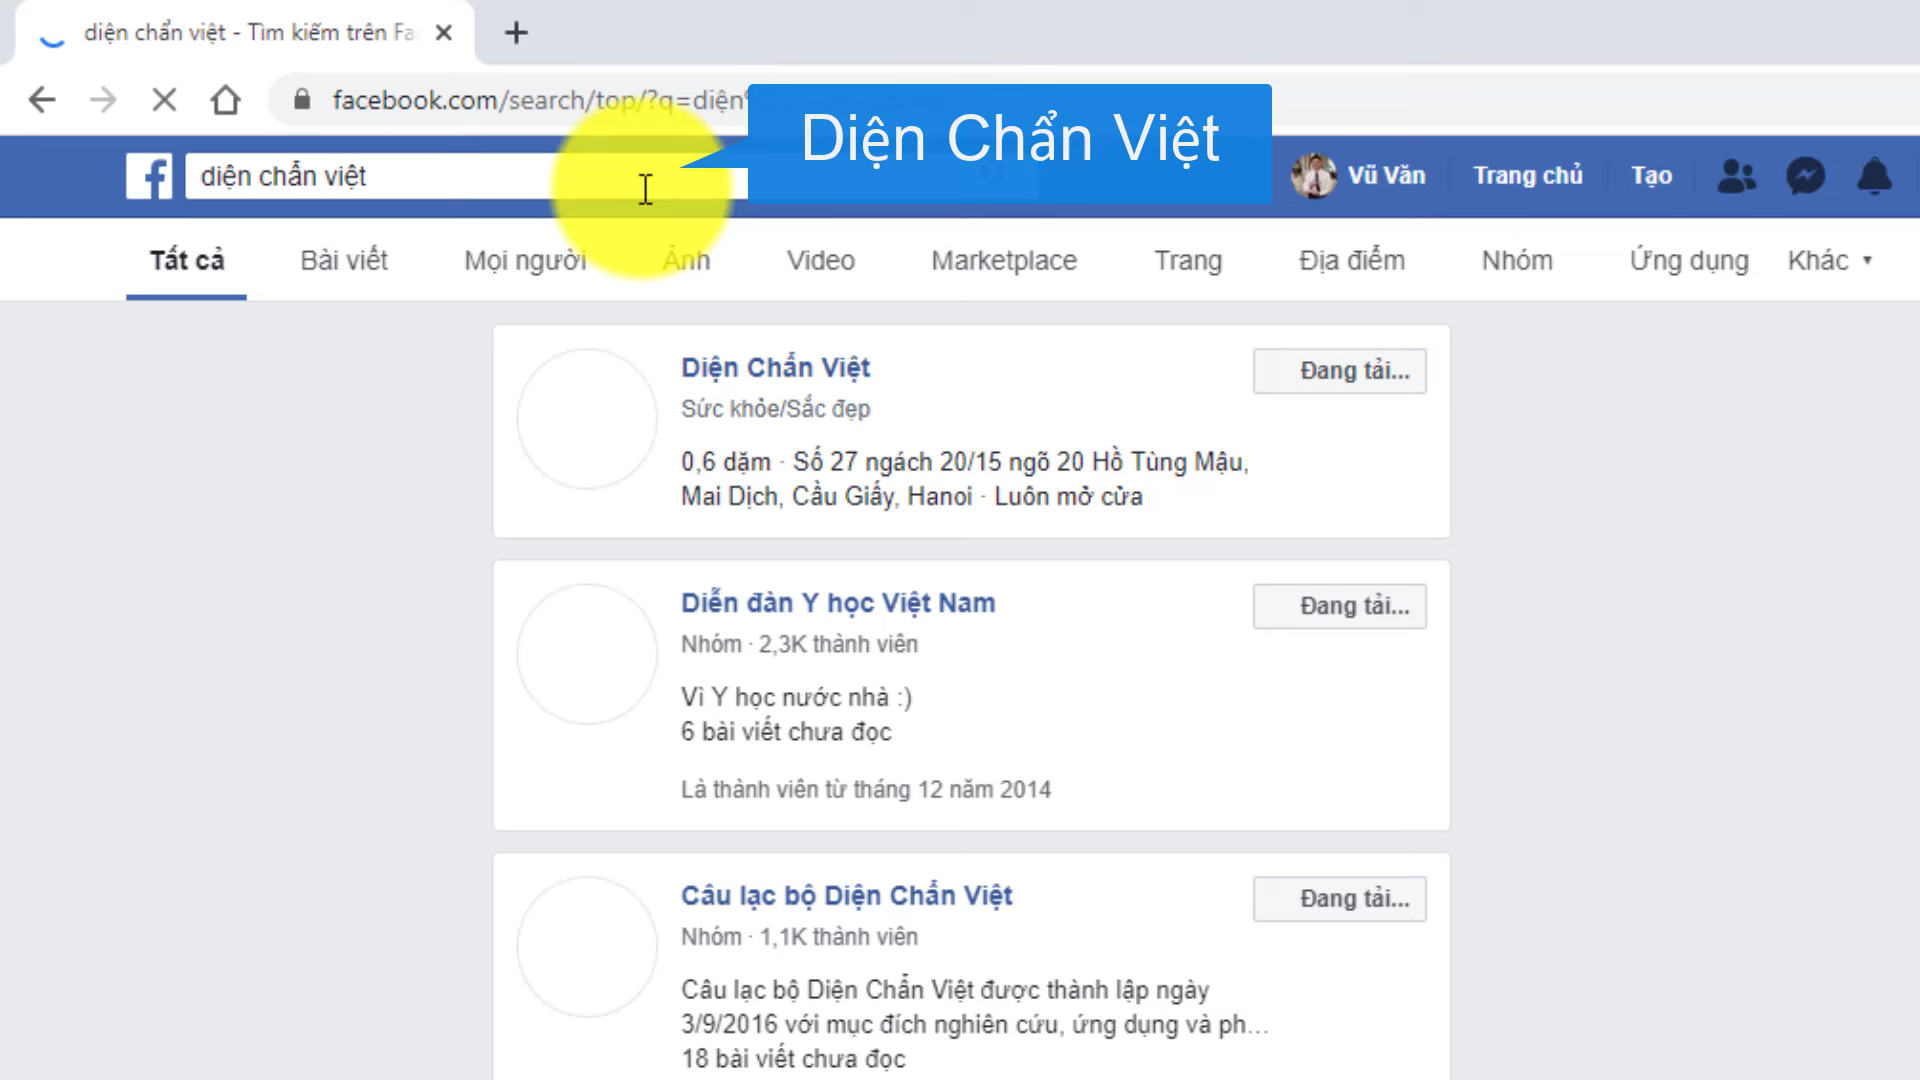 diện chẩn việt - Tìm kiếm trên Fa
facebook.com/search/top/?q=diện
Diện Chẩn Việt
diện chẩn việt
Vũ Văn
Trang chủ
Tạo
Tất cả
Bài viết
Mọi người
Ảnh
Video
Marketplace
Trang
Địa điểm
Nhóm
Ứng dụng
Khác
Diện Chẩn Việt
Đang tải...
Sức khỏe/Sắc đẹp
0,6 dặm · Số 27 ngách 20/15 ngõ 20 Hồ Tùng Mậu,
Mai Dịch, Cầu Giấy, Hanoi · Luôn mở cửa
Diễn đàn Y học Việt Nam
Đang tải...
Nhóm · 2,3K thành viên
Vì Y học nước nhà :)
6 bài viết chưa đọc
Là thành viên từ tháng 12 năm 2014
Câu lạc bộ Diện Chẩn Việt
Đang tải...
Nhóm · 1,1K thành viên
Câu lạc bộ Diện Chẩn Việt được thành lập ngày
3/9/2016 với mục đích nghiên cứu, ứng dụng và ph...
18 bài viết chưa đọc